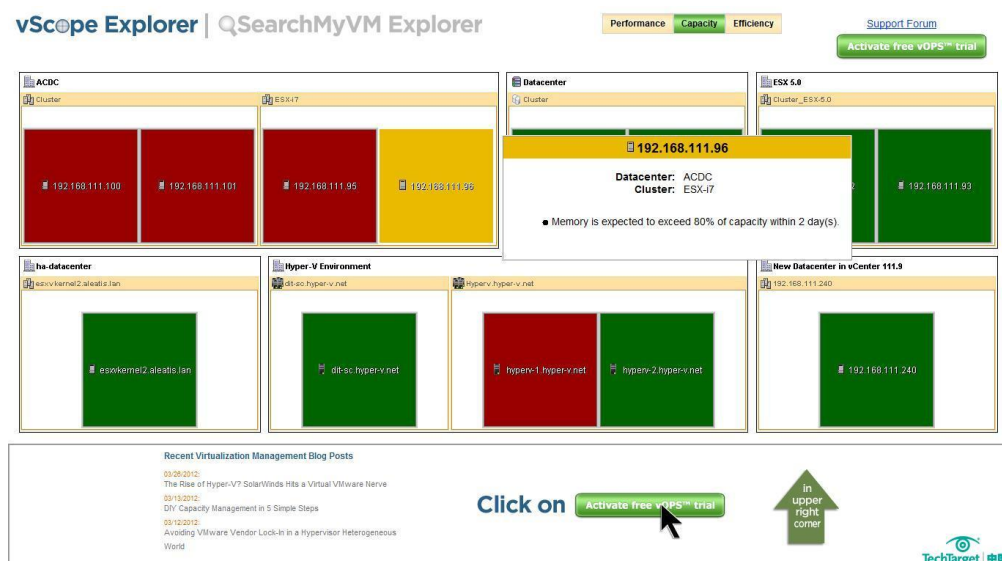 vScope Explorer | QSearchMyVM Explorer
Performance Capacity Efficiency
Support Forum
Activate free vOPS™ trial
ACDC
Datacenter
ESX 5.0
Cluster
ESX-i7
Cluster
Cluster_ESX-5.0
192.168.111.100
192.168.111.101
192.168.111.95
192.168.111.96
192.168.111.93
192.168.111.96
Datacenter: ACDC
Cluster: ESX-i7
Memory is expected to exceed 80% of capacity within 2 day(s).
ha-datacenter
Hyper-V Environment
New Datacenter in vCenter 111.9
esxvkernel2.aleatis.lan
dit-sc.hyper-v.net
Hyperv.hyper-v.net
192.168.111.240
esxvkernel2.aleatis.lan
dit-sc.hyper-v.net
hyperv-1.hyper-v.net
hyperv-2.hyper-v.net
192.168.111.240
Recent Virtualization Management Blog Posts
03/26/2012:
The Rise of Hyper-V? SolarWinds Hits a Virtual VMware Nerve
03/13/2012:
DIY Capacity Management in 5 Simple Steps
03/12/2012:
Avoiding VMware Vendor Lock-In in a Hypervisor Heterogeneous
World
Click on
Activate free vOPS™ trial
in
upper
right
corner
TechTarget